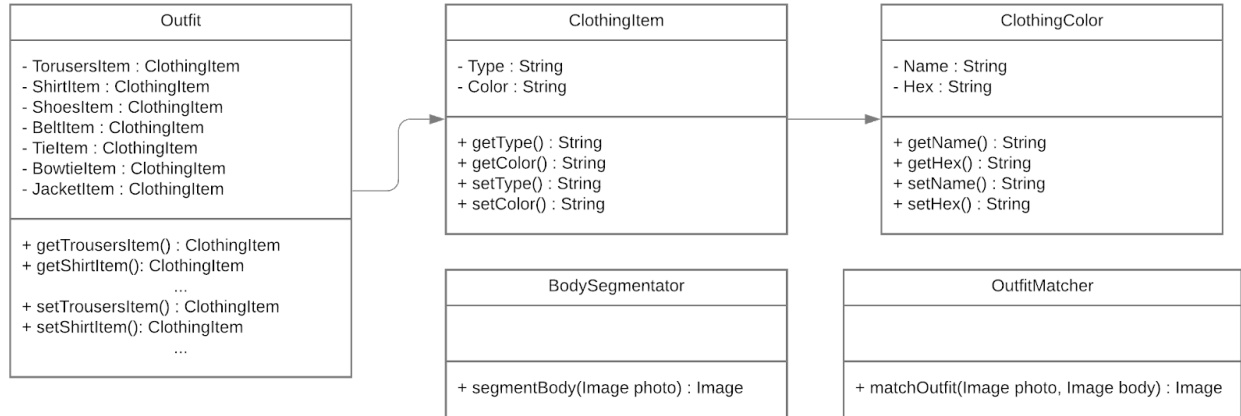 Outfit
- TorusersItem : ClothingItem
- ShirtItem : ClothingItem
- ShoesItem : ClothingItem
- BeltItem : ClothingItem
- TieItem : ClothingItem
- BowtieItem : ClothingItem
- JacketItem : ClothingItem
+ getTrousersItem() : ClothingItem
+ getShirtItem(): ClothingItem
...
+ setTrousersItem() : ClothingItem
+ setShirtItem(): ClothingItem
...
ClothingItem
- Type : String
- Color : String
+ getType() : String
+ getColor() : String
+ setType() : String
+ setColor() : String
ClothingColor
- Name : String
- Hex : String
+ getName() : String
+ getHex() : String
+ setName() : String
+ setHex() : String
BodySegmentator
+ segmentBody(Image photo) : Image
OutfitMatcher
+ matchOutfit(Image photo, Image body) : Image